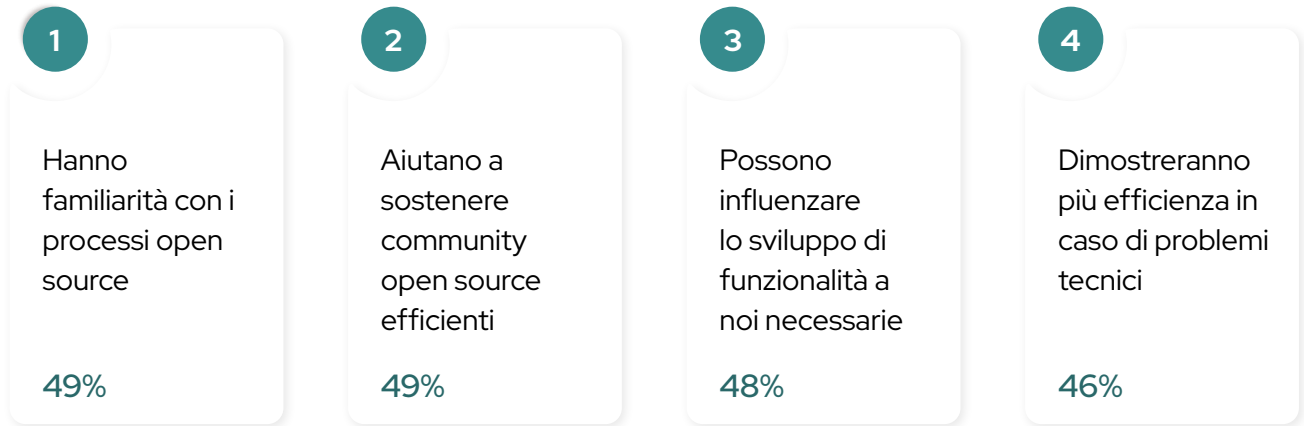 1
Hanno
familiarità con i
processi open
source
49%
2
Aiutano a
sostenere
community
open source
efficienti
49%
3
Possono
influenzare
lo sviluppo di
funzionalità a
noi necessarie
48%
4
Dimostreranno
più efficienza in
caso di problemi
tecnici
46%